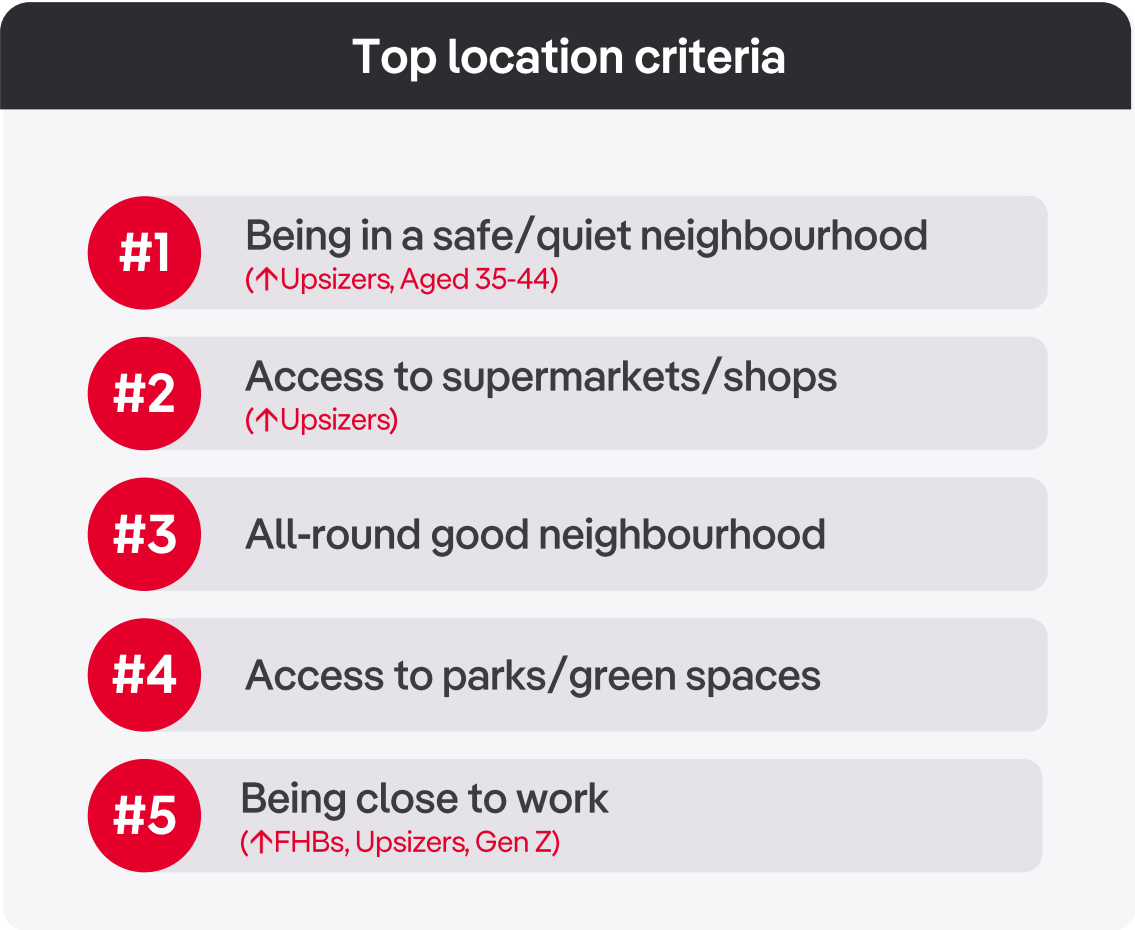 Top location criteria
#1
Being in a safe/quiet neighbourhood
(↑Upsizers, Aged 35-44)
#2
Access to supermarkets/shops
(↑Upsizers)
#3
All-round good neighbourhood
#4
Access to parks/green spaces
#5
Being close to work
(↑FHBs, Upsizers, Gen Z)